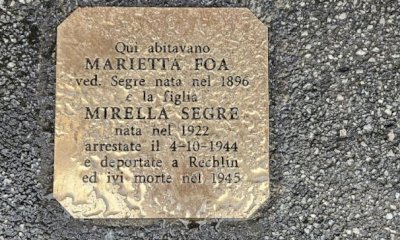 Qui abitavano
MARIETTA FOA
ved. Segre nata nel 1896
e la figlia
MIRELLA SEGRE
nata nel 1922
arrestate il 4-10-1944
e deportate a Rechlin
ed ivi morte nel 1945